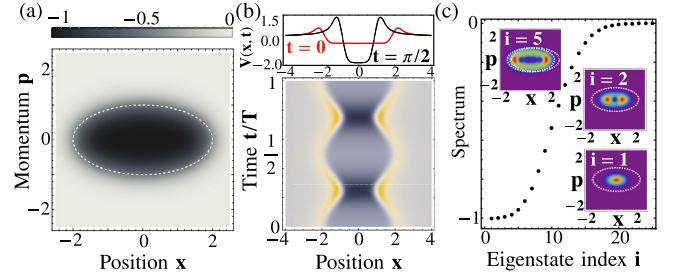 (a)
−1 −0.5 0
Momentum p
2
0
−2
−2 0 2
Position x
(b)
V(x,t)
1.5
0.0
−2.0
t=0
t=π/2
−4 −2 0 2 4
Time t/T
1
1/2
0
−4 −2 0 2 4
Position x
(c)
Spectrum
0
−1
0 10 20
Eigenstate index i
i=5
2
p
−2
−2 x 2
i=2
2
p
−2
−2 x 2
i=1
2
p
−2
−2 x 2